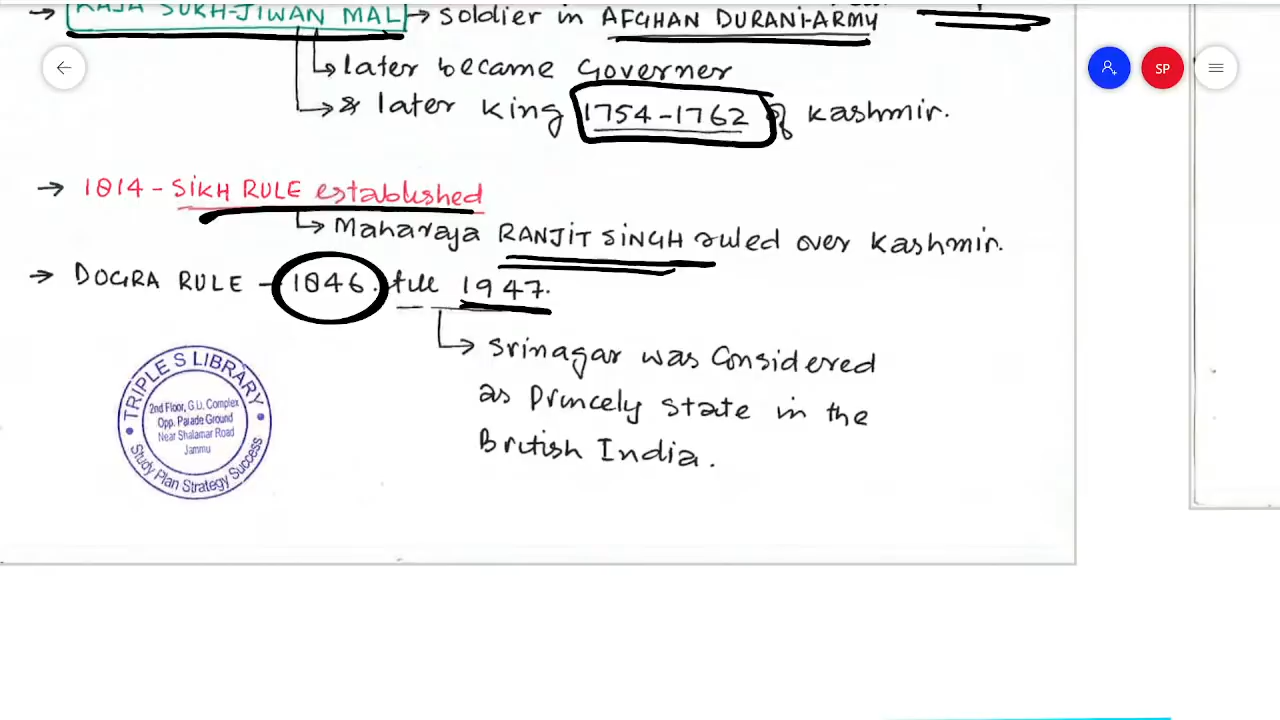 → RAJA SUKH-JIWAN MAL → soldier in AFGHAN DURANI-ARMY
↳ later became Governer
→ & later king 1754-1762 of Kashmir.
→ 1814 - SIKH RULE established
↳ Maharaja RANJIT SINGH ruled over Kashmir.
→ DOGRA RULE - 1846. till 1947.
↳ Srinagar was Considered
as Princely state in the
British India.
TRIPLE S LIBRARY
2nd Floor, G.D. Complex
Opp. Parade Ground
Near Shalamar Road
Jammu
Study Plan Strategy Success
SP